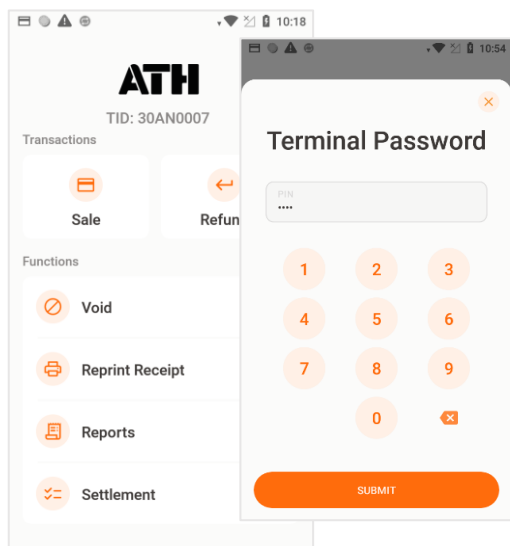 10:18
ATH
TID: 30AN0007
Transactions
Sale
Refun
Functions
Void
Reprint Receipt
Reports
Settlement
10:54
Terminal Password
PIN
••••
1 2 3
4 5 6
7 8 9
0
SUBMIT